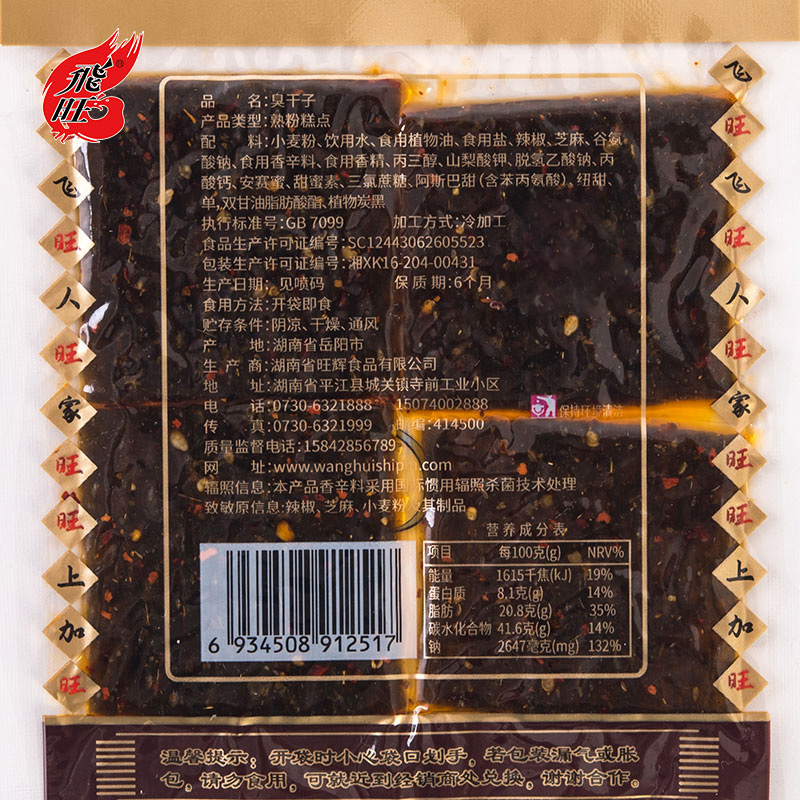 飛旺
®
品 名:臭干子
产品类型:熟粉糕点
配 料:小麦粉、饮用水、食用植物油、食用盐、辣椒、芝麻、谷氨
酸钠、食用香辛料、食用香精、丙三醇、山梨酸钾、脱氢乙酸钠、丙
酸钙、安赛蜜、甜蜜素、三氯蔗糖、阿斯巴甜(含苯丙氨酸)、纽甜、
单,双甘油脂肪酸酯、植物炭黑
执行标准号:GB 7099 加工方式:冷加工
食品生产许可证编号:SC12443062605523
包装生产许可证编号:湘XK16-204-00431
生产日期:见喷码 保质期:6个月
食用方法:开袋即食
贮存条件:阴凉、干燥、通风
产 地:湖南省岳阳市
生 产 商:湖南省旺辉食品有限公司
地 址:湖南省平江县城关镇寺前工业小区
电 话:0730-6321888 15074002888
传 真:0730-6321999 邮编:414500
质量监督电话:15842856789
网 址:www.wanghuiship n.com
辐照信息:本产品香辛料采用国际惯用辐照杀菌技术处理
致敏原信息:辣椒、芝麻、小麦粉及其制品
保持环境清洁
营养成分表
项目 每100克(g) NRV%
能量 1615千焦(kJ) 19%
蛋白质 8.1克(g) 14%
脂肪 20.8克(g) 35%
碳水化合物 41.6克(g) 14%
钠 2647毫克(mg) 132%
6 934508 912517
飞旺飞旺人旺家旺旺上加旺
飞旺飞旺人旺家旺旺上加旺
温馨提示:开袋时小心袋口划手,若包装漏气或胀
包,请勿食用,可就近到经销商处兑换,谢谢合作。